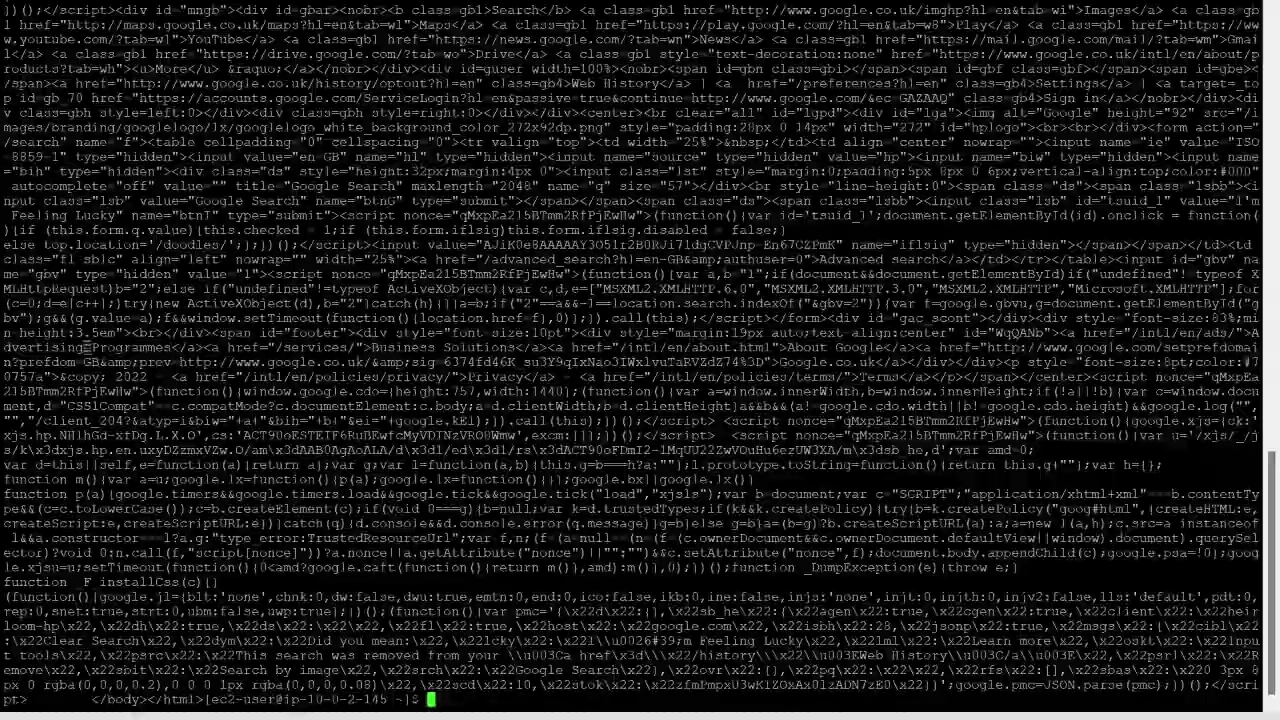 ))();</script><div id="mngb"><div id=gbar><nobr><b class=gb1>Search</b> <a class=gb1 href="http://www.google.co.uk/imghp?hl=en&tab=wi">Images</a> <a class=gb
1 href="http://maps.google.co.uk/maps?hl=en&tab=wl">Maps</a> <a class=gb1 href="https://play.google.com/?hl=en&tab=w8">Play</a> <a class=gb1 href="https://ww
w.youtube.com/?tab=w1">YouTube</a> <a class=gb1 href="https://news.google.com/?tab=wn">News</a> <a class=gb1 href="https://mail.google.com/mail/?tab=wm">Gmai
l</a> <a class=gb1 href="https://drive.google.com/?tab=wo">Drive</a> <a class=gb1 style="text-decoration:none" href="https://www.google.co.uk/intl/en/about/p
roducts?tab=wh"><u>More</u> &raquo;</a></nobr></div><div id=guser width=100%><nobr><span id=gbn class=gbi></span><span id=gbf class=gbf></span><span id=gbe><
/span><a href="http://www.google.co.uk/history/optout?hl=en" class=gb4>Web History</a> | <a href="/preferences?hl=en" class=gb4>Settings</a> | <a target=_to
p id=gb_70 href="https://accounts.google.com/ServiceLogin?hl=en&passive=true&continue=http://www.google.com/&ec=GAZAAQ" class=gb4>Sign in</a></nobr></div><di
v class=gbh style=left:0></div><div class=gbh style=right:0></div></div><center><br clear="all" id="lgpd"><div id="lga"><img alt="Google" height="92" src="/i
mages/branding/googlelogo/1x/googlelogo_white_background_color_272x92dp.png" style="padding:28px 0 14px" width="272" id="hplogo"><br><br></div><form action="
/search" name="f"><table cellpadding="0" cellspacing="0"><tr valign="top"><td width="25%">&nbsp;</td><td align="center" nowrap=""><input name="ie" value="ISO
-8859-1" type="hidden"><input value="en-GB" name="hl" type="hidden"><input name="source" type="hidden" value="hp"><input name="biw" type="hidden"><input name
="bih" type="hidden"><div class="ds" style="height:32px;margin:4px 0"><input class="lst" style="margin:0;padding:5px 8px 0 6px;vertical-align:top;color:#000"
autocomplete="off" value="" title="Google Search" maxlength="2048" name="q" size="57"></div><br style="line-height:0"><span class="ds"><span class="lsbb"><i
nput class="lsb" value="Google Search" name="btnG" type="submit"></span></span><span class="ds"><span class="lsbb"><input class="lsb" id="tsuid_1" value="I'm
Feeling Lucky" name="btnI" type="submit"><script nonce="qMxpEa215BTmm2RfPjEwHw">(function(){var id='tsuid_1';document.getElementById(id).onclick = function(
){if (this.form.q.value){this.checked = 1;if (this.form.iflsig)this.form.iflsig.disabled = false;}
else top.location='/doodles/';};})();</script><input value= name="iflsig" type="hidden"></span></span></td><td
class="fl sblc" align="left" nowrap="" width="25%"><a href="/advanced_search?hl=en-GB&amp;authuser=0">Advanced search</a></td></tr></table><input id="gbv" na
me="gbv" type="hidden" value="1"><script nonce="qMxpEa215BTmm2RfPjEwHw">(function(){var a,b="1";if(document&&document.getElementById)if("undefined"!=typeof X
MLHttpRequest)b="2";else if("undefined"!=typeof ActiveXObject){var c,d,e=["MSXML2.XMLHTTP.6.0","MSXML2.XMLHTTP.3.0","MSXML2.XMLHTTP","Microsoft.XMLHTTP"];for
(c=0;d=e[c++];)try{new ActiveXObject(d),b="2"}catch(h){}}a=b;if("2"==a&&-1==location.search.indexOf("&gbv=2")){var f=google.gbvu,g=document.getElementById("g
bv");g&&(g.value=a);f&&window.setTimeout(function(){location.href=f},0)};}).call(this);</script></form><div id="gac_scont"></div><div style="font-size:83%;mi
n-height:3.5em"><br></div><span id="footer"><div style="font-size:10pt"><div style="margin:19px auto;text-align:center" id="WqQANb"><a href="/intl/en/ads/">A
dvertising Programmes</a><a href="/services/">Business Solutions</a><a href="/intl/en/about.html">About Google</a><a href="http://www.google.com/setprefdomai
n?prefdom=GB&amp;prev=http://www.google.co.uk/&amp;sig=">Google.co.uk</a></div></div><p style="font-size:8pt;color:#7
0757a">&copy; 2022 - <a href="/intl/en/policies/privacy/">Privacy</a> - <a href="/intl/en/policies/terms/">Terms</a></p></span></center><script nonce="qMxpEa
215BTmm2RfPjEwHw">(function(){window.google.cdo={height:757,width:1440};(function(){var a=window.innerWidth,b=window.innerHeight;if(!a||!b){var c=window.docu
ment,d="CSS1Compat"==c.compatMode?c.documentElement:c.body;a=d.clientWidth;b=d.clientHeight}a&&b&&(a!=google.cdo.width||b!=google.cdo.height)&&google.log("",
"","/client_204?&atyp=i&biw="+a+"&bih="+b+"&ei="+google.kEI);}).call(this);})();</script> <script nonce="qMxpEa215BTmm2RfPjEwHw">(function(){google.xjs={ck:'
excm:[]};})();</script> <script nonce="qMxpEa215BTmm2RfPjEwHw">(function(){var u='/xjs/_/j
var amd=0;
var d=this||self,e=function(a){return a};var g;var l=function(a,b){this.g=b===h?a:""};l.prototype.toString=function(){return this.g+""};var h={};
function m(){var a=u;google.lx=function(){p(a);google.lx=function(){}};google.bx||google.lx()}
function p(a){google.timers&&google.timers.load&&google.tick&&google.tick("load","xjsls");var b=document;var c="SCRIPT";"application/xhtml+xml"===b.contentTy
pe&&(c=c.toLowerCase());c=b.createElement(c);if(void 0===g){b=null;var k=d.trustedTypes;if(k&&k.createPolicy){try{b=k.createPolicy("goog#html",{createHTML:e,
createScript:e,createScriptURL:e})}catch(q){d.console&&d.console.error(q.message)}g=b}else g=b}a=(b=g)?b.createScriptURL(a):a;a=new l(a,h);c.src=a instanceof
l&&a.constructor===l?a.g:"type_error:TrustedResourceUrl";var f,n;(f=(a=null==(n=(f=(c.ownerDocument&&c.ownerDocument.defaultView||window).document).querySel
ector)?void 0:n.call(f,"script[nonce]"))?a.nonce||a.getAttribute("nonce")||"":"")&&c.setAttribute("nonce",f);document.body.appendChild(c);google.psa=!0};goog
le.xjsu=u;setTimeout(function(){0<amd?google.caft(function(){return m()},amd):m()},0);})();function _DumpException(e){throw e;}
function _F_installCss(c){}
(function(){google.jl={blt:'none',chnk:0,dw:false,dwu:true,emtn:0,end:0,ico:false,ikb:0,ine:false,injs:'none',injt:0,injth:0,injv2:false,lls:'default',pdt:0,
rep:0,snet:true,strt:0,ubm:false,uwp:true};})();(function(){var pmc='{\x22d\x22:{},\x22sb_he\x22:{\x22agen\x22:true,\x22cgen\x22:true,\x22client\x22:\x22heir
loom-hp\x22,\x22dh\x22:true,\x22ds\x22:\x22\x22,\x22fl\x22:true,\x22host\x22:\x22google.com\x22,\x22isbh\x22:28,\x22jsonp\x22:true,\x22msgs\x22:{\x22cibl\x22
:\x22Clear Search\x22,\x22dym\x22:\x22Did you mean:\x22,\x22lcky\x22:\x22I\\u0026#39;m Feeling Lucky\x22,\x22lml\x22:\x22Learn more\x22,\x22oskt\x22:\x22Inpu
t tools\x22,\x22psrc\x22:\x22This search was removed from your \\u003Ca href\x3d\\\x22/history\\\x22\\u003EWeb History\\u003C/a\\u003E\x22,\x22psrl\x22:\x22R
emove\x22,\x22sbit\x22:\x22Search by image\x22,\x22srch\x22:\x22Google Search\x22},\x22ovr\x22:{},\x22pq\x22:\x22\x22,\x22rfs\x22:[],\x22sbas\x22:\x220 3px 8
px 0 rgba(0,0,0,0.2),0 0 0 1px rgba(0,0,0,0.08)\x22,\x22scd\x22:10,\x22stok\x22:}}';google.pmc=JSON.parse(pmc);})();</scri
pt> </body></html>[ec2-user@ip-10-0-2-145 ~]$